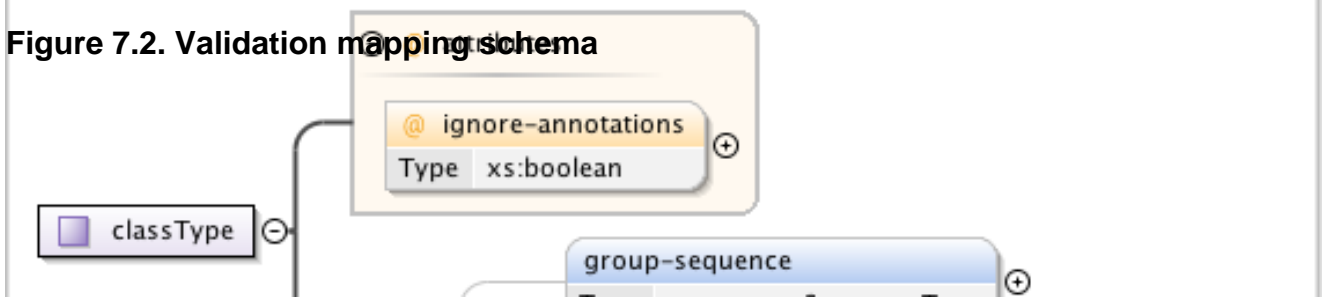 Figure 7.2. Validation mapping schema
@ ignore-annotations
Type xs:boolean
classType
group-sequence